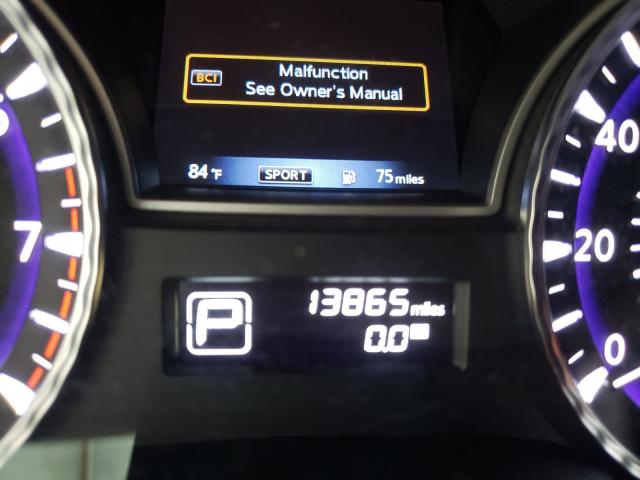 BCI Malfunction
See Owner's Manual
84 °F SPORT 75 miles
7
40
20
0
P 13865 miles
0.0